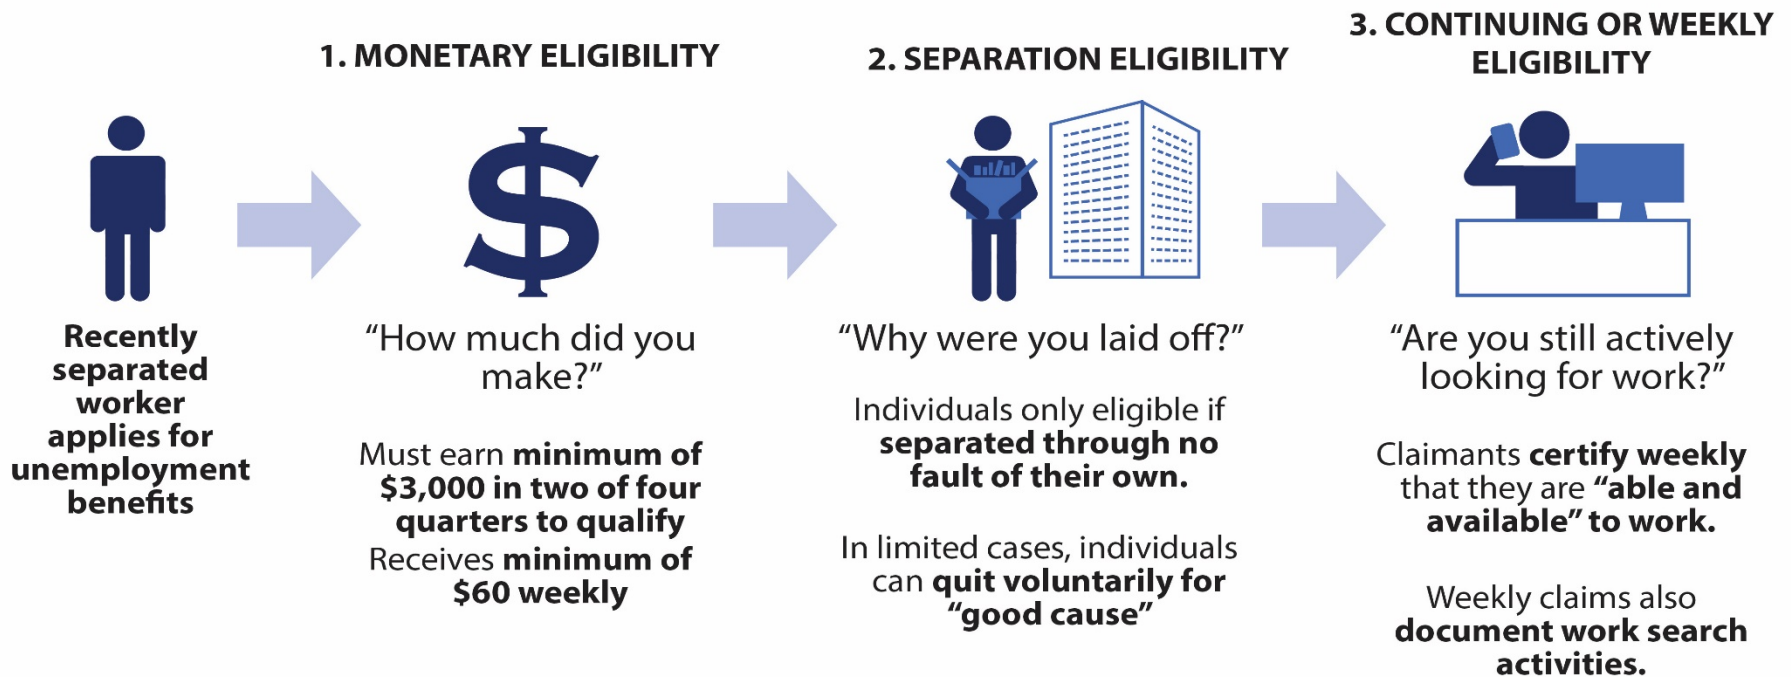 Recently
separated
worker
applies for
unemployment
benefits
1. MONETARY ELIGIBILITY
“How much did you
make?”
Must earn minimum of
$3,000 in two of four
quarters to qualify
Receives minimum of
$60 weekly
2. SEPARATION ELIGIBILITY
“Why were you laid off?”
Individuals only eligible if
separated through no
fault of their own.
In limited cases, individuals
can quit voluntarily for
“good cause”
3. CONTINUING OR WEEKLY
ELIGIBILITY
“Are you still actively
looking for work?”
Claimants certify weekly
that they are “able and
available” to work.
Weekly claims also
document work search
activities.